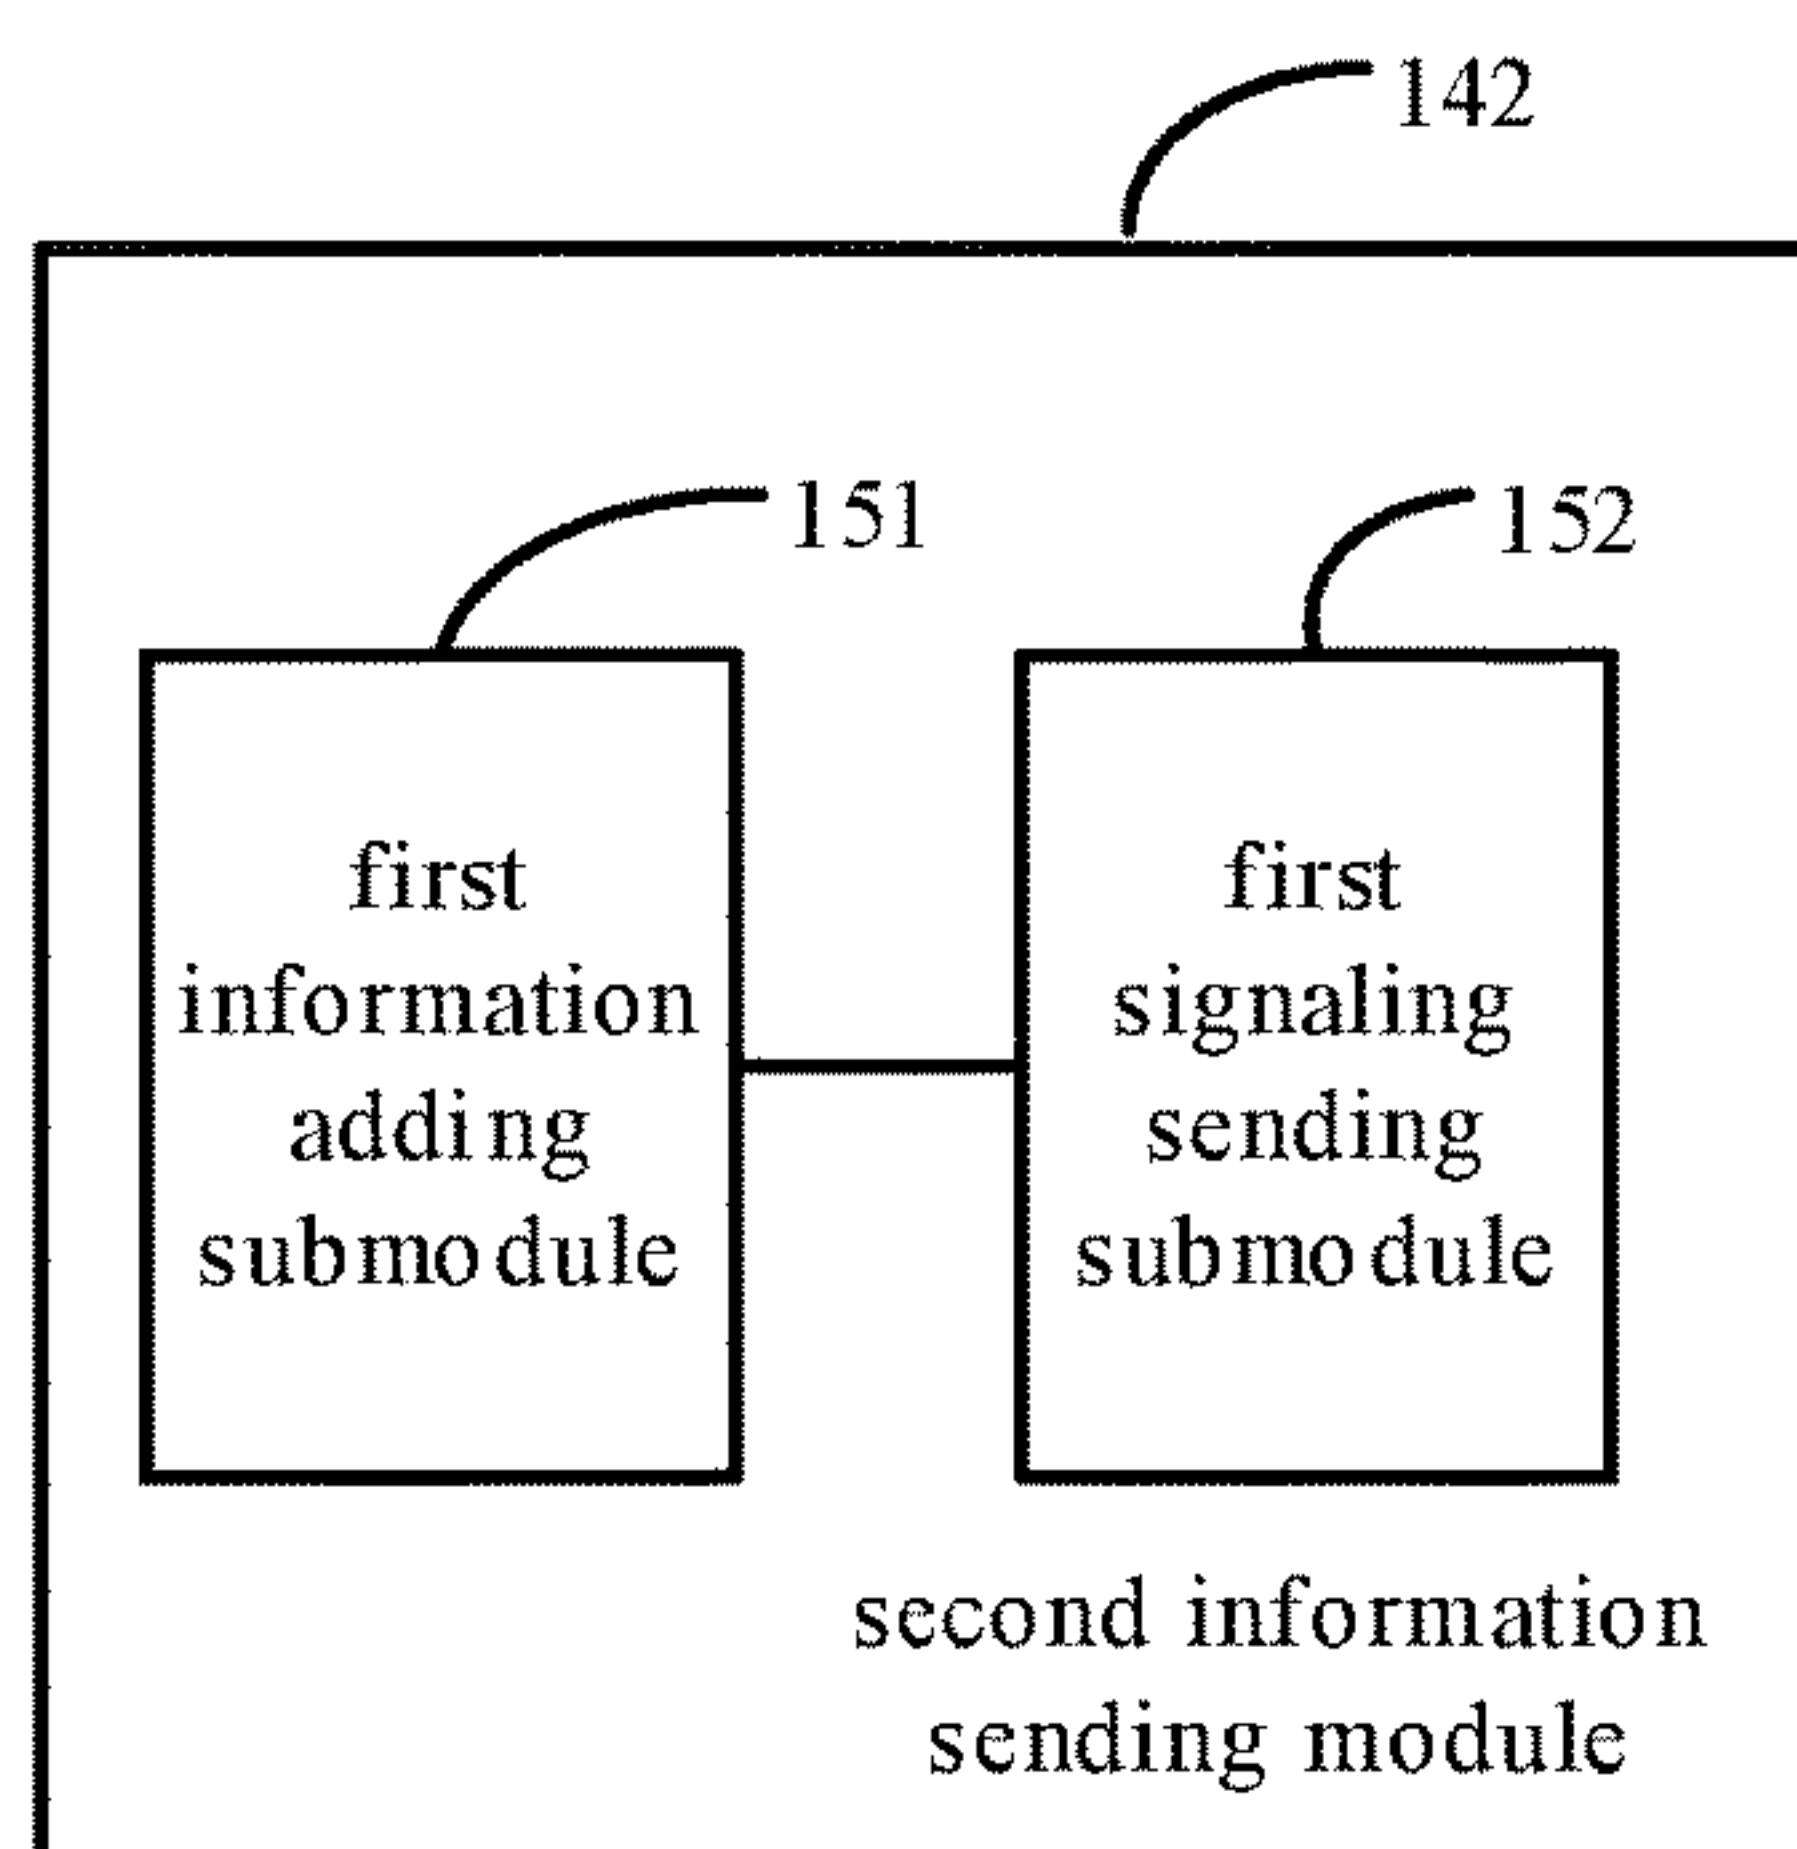 142
151
152
first
information
adding
submodule
first
signaling
sending
submodule
second information
sending module